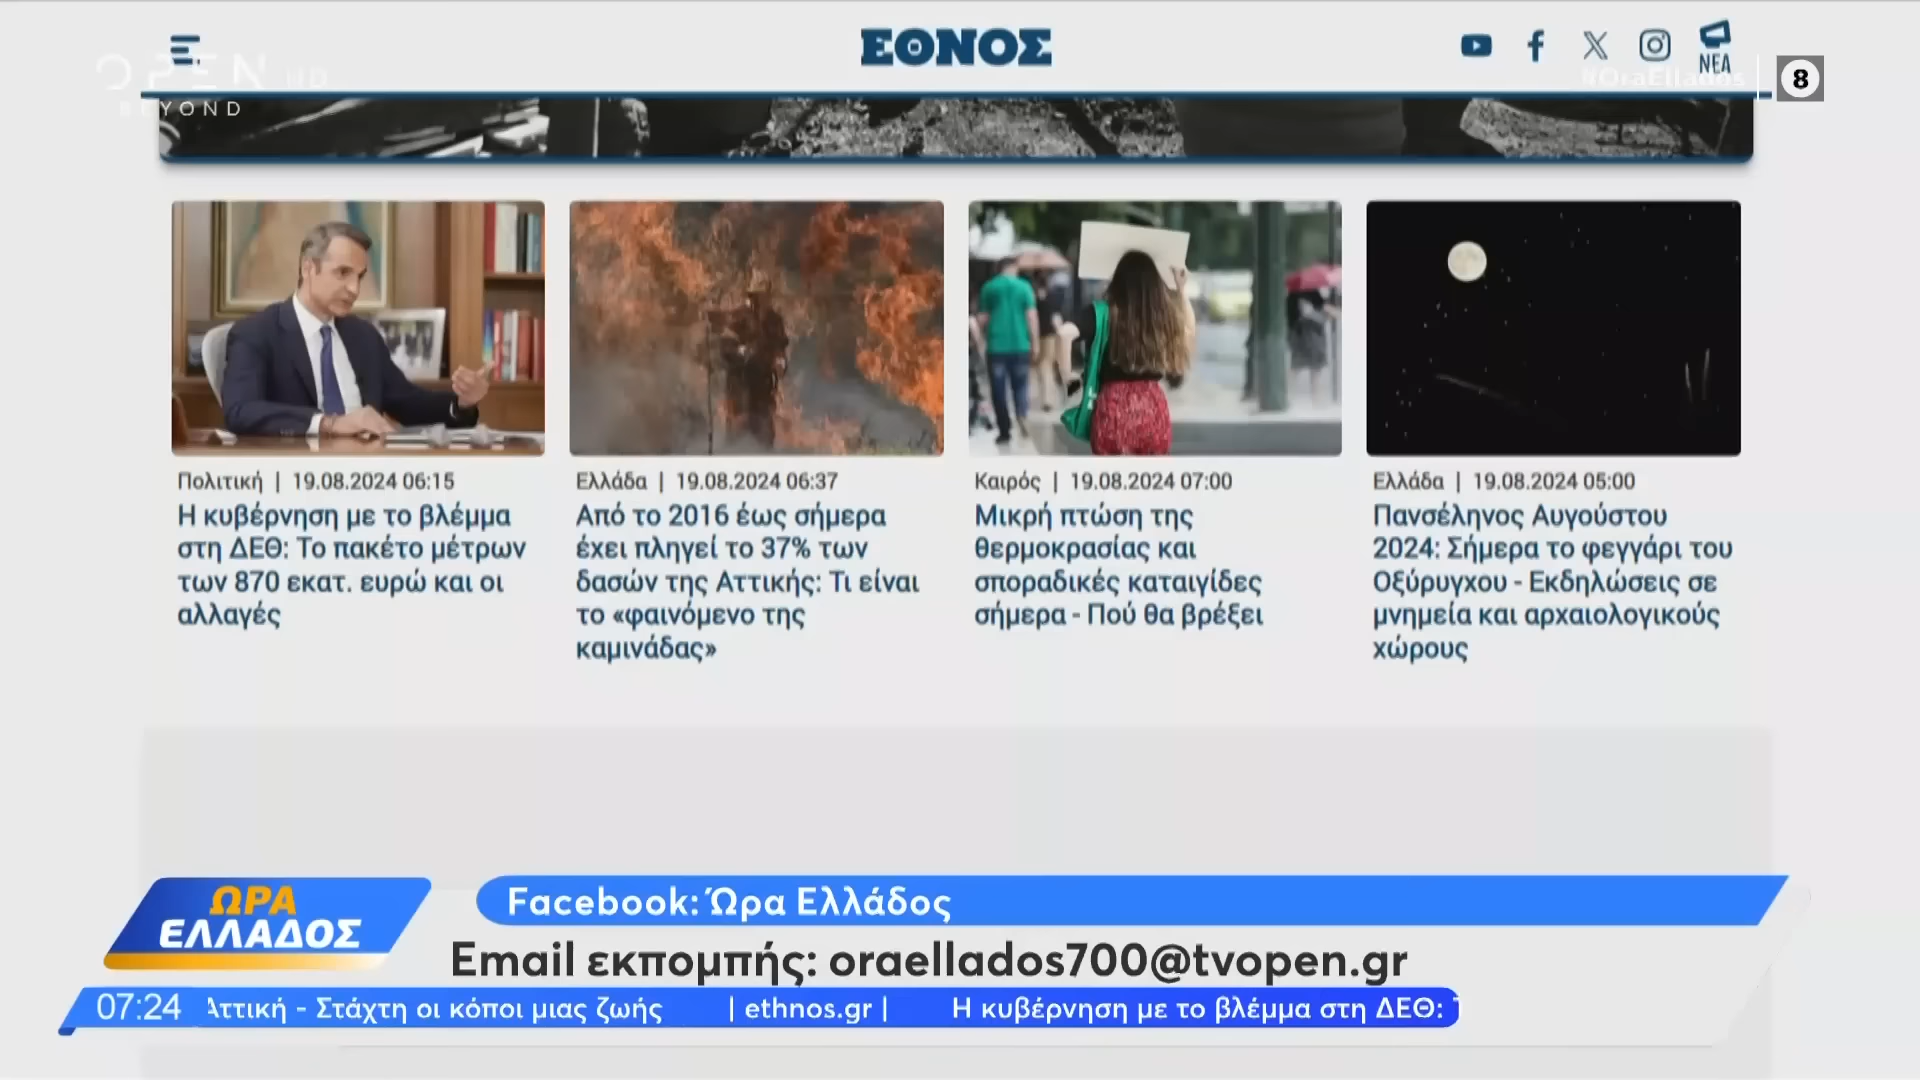 OPEN HD
BEYOND
ΕΘΝΟΣ
ΝΕΑ
#OraEllados
8
Πολιτική | 19.08.2024 06:15
Η κυβέρνηση με το βλέμμα
στη ΔΕΘ: Το πακέτο μέτρων
των 870 εκατ. ευρώ και οι
αλλαγές
Ελλάδα | 19.08.2024 06:37
Από το 2016 έως σήμερα
έχει πληγεί το 37% των
δασών της Αττικής: Τι είναι
το «φαινόμενο της
καμινάδας»
Καιρός | 19.08.2024 07:00
Μικρή πτώση της
θερμοκρασίας και
σποραδικές καταιγίδες
σήμερα - Πού θα βρέξει
Ελλάδα | 19.08.2024 05:00
Πανσέληνος Αυγούστου
2024: Σήμερα το φεγγάρι του
Οξύρυγχου - Εκδηλώσεις σε
μνημεία και αρχαιολογικούς
χώρους
ΩΡΑ
ΕΛΛΑΔΟΣ
Facebook: Ώρα Ελλάδος
Email εκπομπής: oraellados700@tvopen.gr
07:24 Αττική - Στάχτη οι κόποι μιας ζωής | ethnos.gr | Η κυβέρνηση με το βλέμμα στη ΔΕΘ: